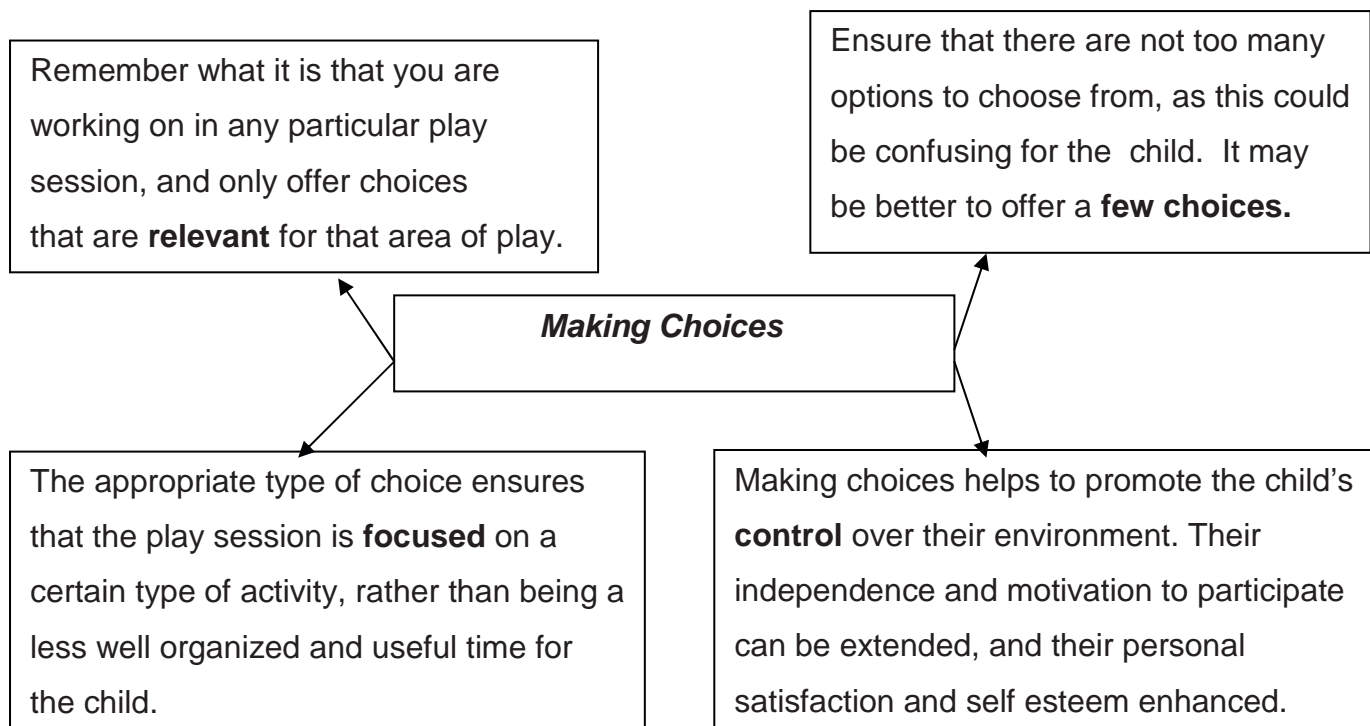 Remember what it is that you are
working on in any particular play
session, and only offer choices
that are relevant for that area of play.
Ensure that there are not too many
options to choose from, as this could
be confusing for the  child.  It may
be better to offer a few choices.
Making Choices
The appropriate type of choice ensures
that the play session is focused on a
certain type of activity, rather than being a
less well organized and useful time for
the child.
Making choices helps to promote the child’s
control over their environment. Their
independence and motivation to participate
can be extended, and their personal
satisfaction and self esteem enhanced.